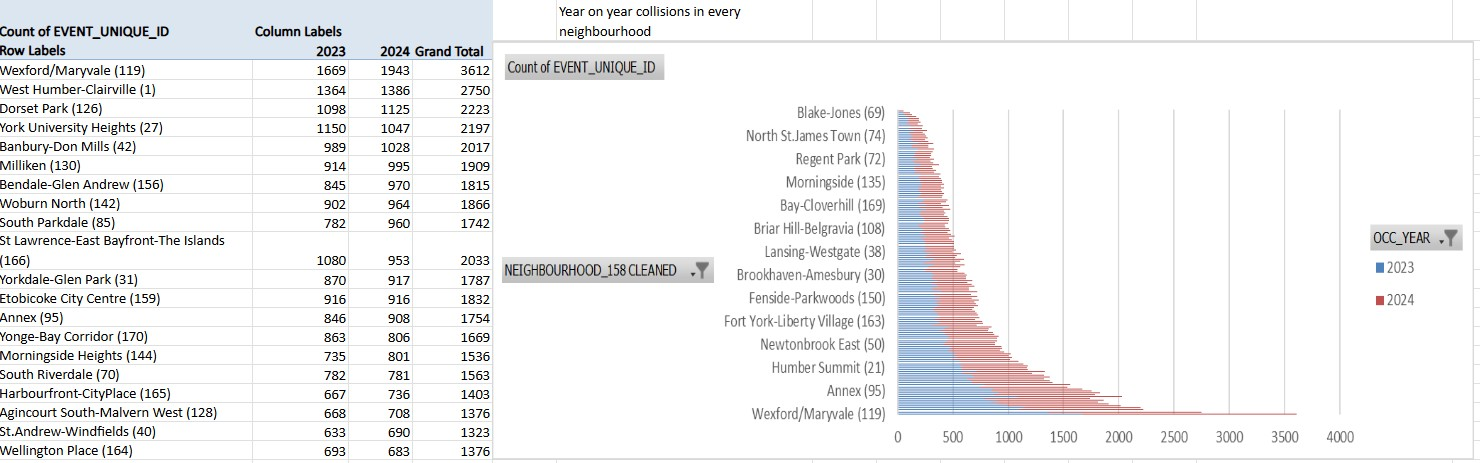 Count of EVENT_UNIQUE_ID Column Labels
Row Labels 2023 2024 Grand Total
Wexford/Maryvale (119) 1669 1943 3612
West Humber-Clairville (1) 1364 1386 2750
Dorset Park (126) 1098 1125 2223
York University Heights (27) 1150 1047 2197
Banbury-Don Mills (42) 989 1028 2017
Milliken (130) 914 995 1909
Bendale-Glen Andrew (156) 845 970 1815
Woburn North (142) 902 964 1866
South Parkdale (85) 782 960 1742
St Lawrence-East Bayfront-The Islands
(166) 1080 953 2033
Yorkdale-Glen Park (31) 870 917 1787
Etobicoke City Centre (159) 916 916 1832
Annex (95) 846 908 1754
Yonge-Bay Corridor (170) 863 806 1669
Morningside Heights (144) 735 801 1536
South Riverdale (70) 782 781 1563
Harbourfront-CityPlace (165) 667 736 1403
Agincourt South-Malvern West (128) 668 708 1376
St.Andrew-Windfields (40) 633 690 1323
Wellington Place (164) 693 683 1376
Year on year collisions in every
neighbourhood
Count of EVENT_UNIQUE_ID
NEIGHBOURHOOD_158 CLEANED
Blake-Jones (69)
North St.James Town (74)
Regent Park (72)
Morningside (135)
Bay-Cloverhill (169)
Briar Hill-Belgravia (108)
Lansing-Westgate (38)
Brookhaven-Amesbury (30)
Fenside-Parkwoods (150)
Fort York-Liberty Village (163)
Newtonbrook East (50)
Humber Summit (21)
Annex (95)
Wexford/Maryvale (119)
0 500 1000 1500 2000 2500 3000 3500 4000
OCC_YEAR
2023
2024